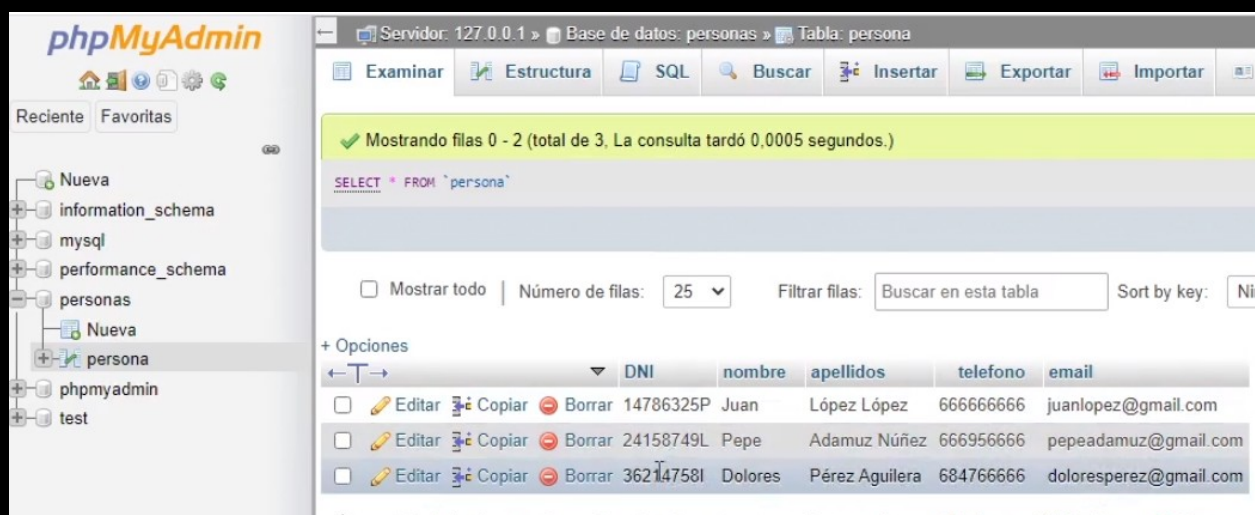 phpMyAdmin
Reciente Favoritas
Nueva
information_schema
mysql
performance_schema
personas
Nueva
persona
phpmyadmin
test
Servidor: 127.0.0.1 » Base de datos: personas » Tabla: persona
Examinar Estructura SQL Buscar Insertar Exportar Importar
Mostrando filas 0 - 2 (total de 3, La consulta tardó 0,0005 segundos.)
SELECT * FROM `persona`
Mostrar todo | Número de filas: 25 Filtrar filas: Buscar en esta tabla Sort by key: Ni
+ Opciones
←T→ DNI nombre apellidos telefono email
Editar Copiar Borrar 14786325P Juan López López 666666666 juanlopez@gmail.com
Editar Copiar Borrar 24158749L Pepe Adamuz Núñez 666956666 pepeadamuz@gmail.com
Editar Copiar Borrar 36214758I Dolores Pérez Aguilera 684766666 doloresperez@gmail.com